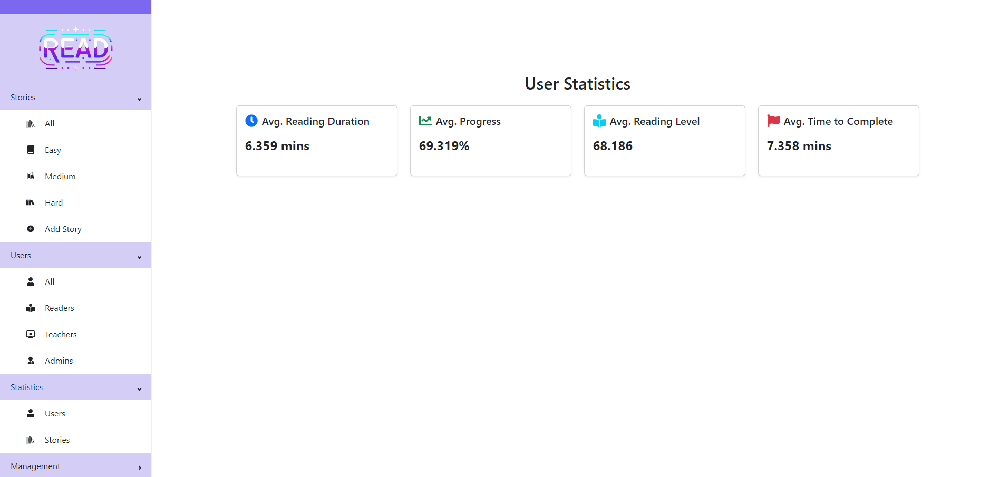 READ
Stories
All
Easy
Medium
Hard
Add Story
Users
All
Readers
Teachers
Admins
Statistics
Users
Stories
Management
User Statistics
Avg. Reading Duration
6.359 mins
Avg. Progress
69.319%
Avg. Reading Level
68.186
Avg. Time to Complete
7.358 mins